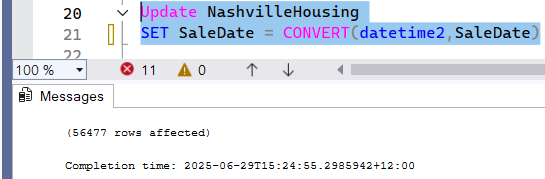 20 Update NashvilleHousing
21 SET SaleDate = CONVERT(datetime2,SaleDate)
22
100 % 11 0
Messages
(56477 rows affected)
Completion time: 2025-06-29T15:24:55.2985942+12:00